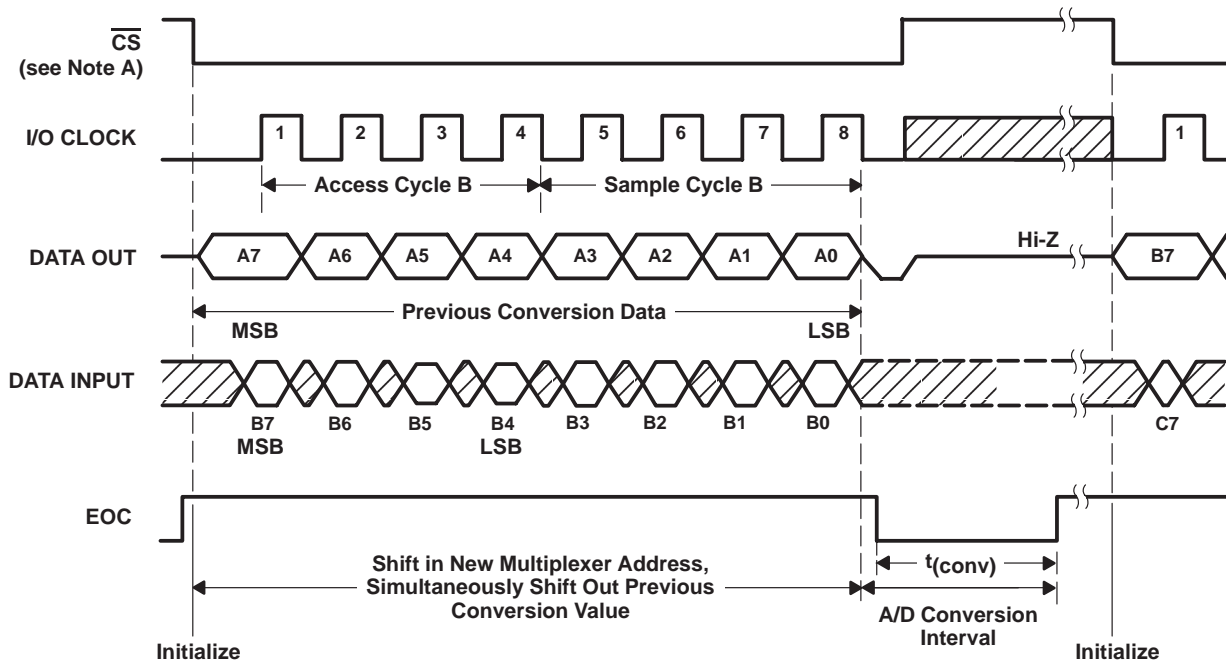 CS
(see Note A)
I/O CLOCK
1 2 3 4 5 6 7 8 1
Access Cycle B Sample Cycle B
DATA OUT
A7 A6 A5 A4 A3 A2 A1 A0 Hi-Z B7
Previous Conversion Data
MSB LSB
DATA INPUT
B7 B6 B5 B4 B3 B2 B1 B0 C7
MSB LSB
EOC
Shift in New Multiplexer Address,
Simultaneously Shift Out Previous
Conversion Value
t(conv)
A/D Conversion
Interval
Initialize Initialize